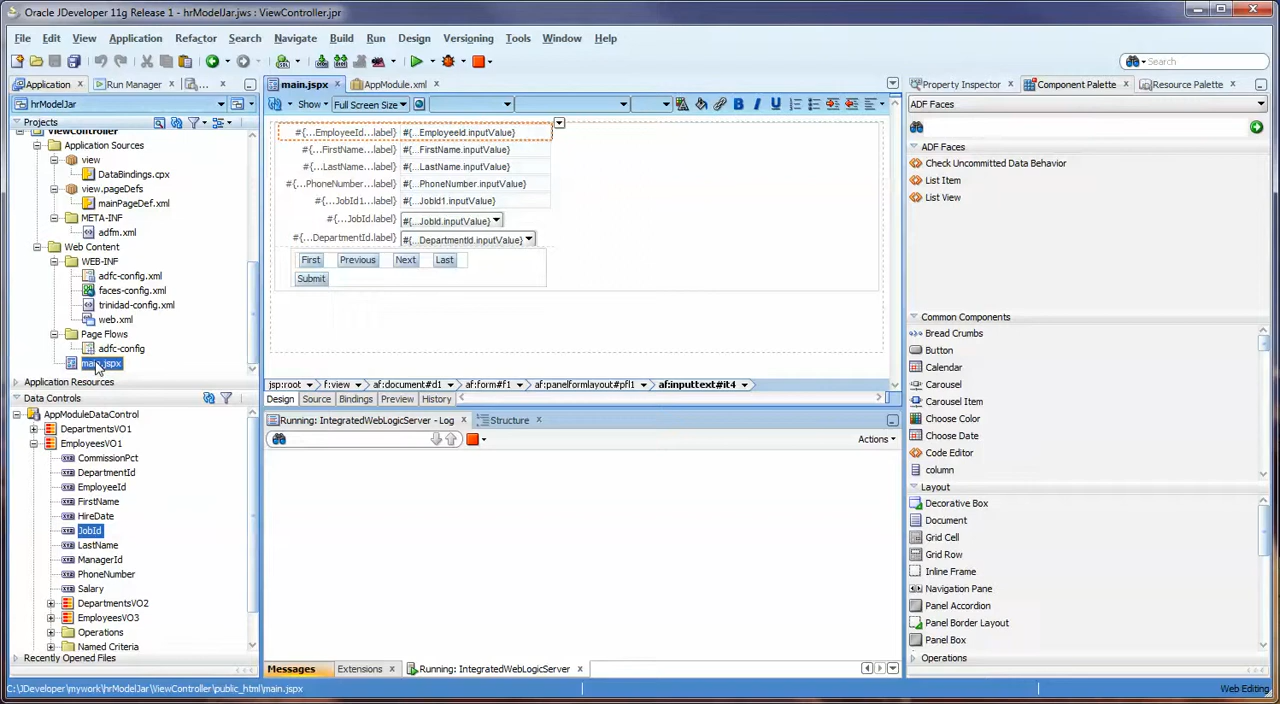 Oracle JDeveloper 11g Release 1 - hrModelJar.jws : ViewController.jpr
File Edit View Application Refactor Search Navigate Build Run Design Versioning Tools Window Help
Search
Application Run Manager
hrModelJar
Projects
ViewController
Application Sources
view
DataBindings.cpx
view.pageDefs
mainPageDef.xml
META-INF
adfm.xml
Web Content
WEB-INF
adfc-config.xml
faces-config.xml
trinidad-config.xml
web.xml
Page Flows
adfc-config
main.jspx
Application Resources
Data Controls
AppModuleDataControl
DepartmentsVO1
EmployeesVO1
CommissionPct
DepartmentId
EmployeeId
FirstName
HireDate
JobId
LastName
ManagerId
PhoneNumber
Salary
DepartmentsVO2
EmployeesVO3
Operations
Named Criteria
Recently Opened Files
main.jspx AppModule.xml
Show Full Screen Size B I U
#{...EmployeeId...label} #{...EmployeeId.inputValue}
#{...FirstName...label} #{...FirstName.inputValue}
#{...LastName...label} #{...LastName.inputValue}
#{...PhoneNumber...label} #{...PhoneNumber.inputValue}
#{...JobId1...label} #{...JobId1.inputValue}
#{...JobId.label} #{...JobId.inputValue}
#{...DepartmentId.label} #{...DepartmentId.inputValue}
First Previous Next Last
Submit
jsp:root f:view af:document#d1 af:form#f1 af:panelformlayout#pfl1 af:inputtext#it4
Design Source Bindings Preview History
Running: IntegratedWebLogicServer - Log Structure
Actions
Messages Extensions Running: IntegratedWebLogicServer
Property Inspector Component Palette Resource Palette
ADF Faces
ADF Faces
Check Uncommitted Data Behavior
List Item
List View
Common Components
Bread Crumbs
Button
Calendar
Carousel
Carousel Item
Choose Color
Choose Date
Code Editor
column
Layout
Decorative Box
Document
Grid Cell
Grid Row
Inline Frame
Navigation Pane
Panel Accordion
Panel Border Layout
Panel Box
Operations
C:\JDeveloper\mywork\hrModelJar\ViewController\public_html\main.jspx
Web Editing